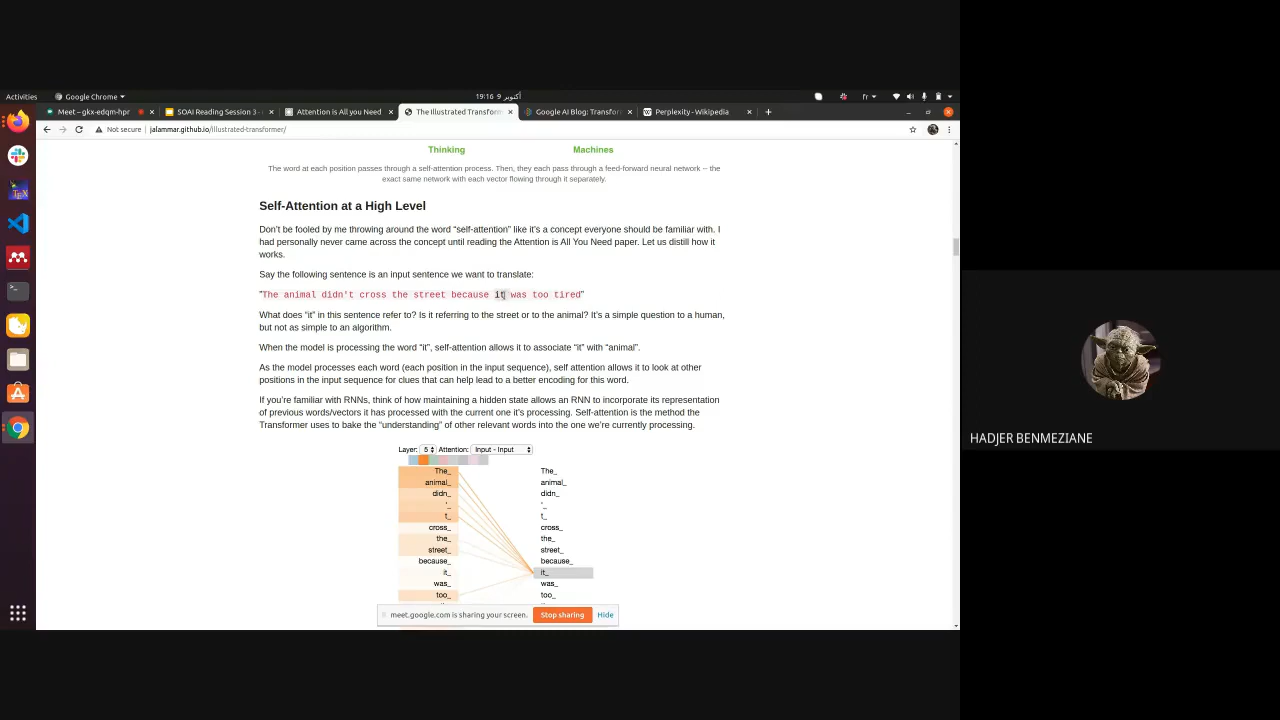 Activities
Google Chrome
19:16 9 أكتوبر
fr
Meet – gkx-edqm-hpr
SOAI Reading Session 3 -
Attention is All you Need
The Illustrated Transform
Google AI Blog: Transform
Perplexity - Wikipedia
Not secure | jalammar.github.io/illustrated-transformer/
Thinking Machines
The word at each position passes through a self-attention process. Then, they each pass through a feed-forward neural network -- the
exact same network with each vector flowing through it separately.
Self-Attention at a High Level
Don’t be fooled by me throwing around the word “self-attention” like it’s a concept everyone should be familiar with. I
had personally never came across the concept until reading the Attention is All You Need paper. Let us distill how it
works.
Say the following sentence is an input sentence we want to translate:
”The animal didn't cross the street because it was too tired”
What does “it” in this sentence refer to? Is it referring to the street or to the animal? It’s a simple question to a human,
but not as simple to an algorithm.
When the model is processing the word “it”, self-attention allows it to associate “it” with “animal”.
As the model processes each word (each position in the input sequence), self attention allows it to look at other
positions in the input sequence for clues that can help lead to a better encoding for this word.
If you’re familiar with RNNs, think of how maintaining a hidden state allows an RNN to incorporate its representation
of previous words/vectors it has processed with the current one it’s processing. Self-attention is the method the
Transformer uses to bake the “understanding” of other relevant words into the one we’re currently processing.
Layer: 5 Attention: Input - Input
The_ The_
animal_ animal_
didn_ didn_
'_ '_
t_ t_
cross_ cross_
the_ the_
street_ street_
because_ because_
it_ it_
was_ was_
too_ too_
meet.google.com is sharing your screen. Stop sharing Hide
HADJER BENMEZIANE